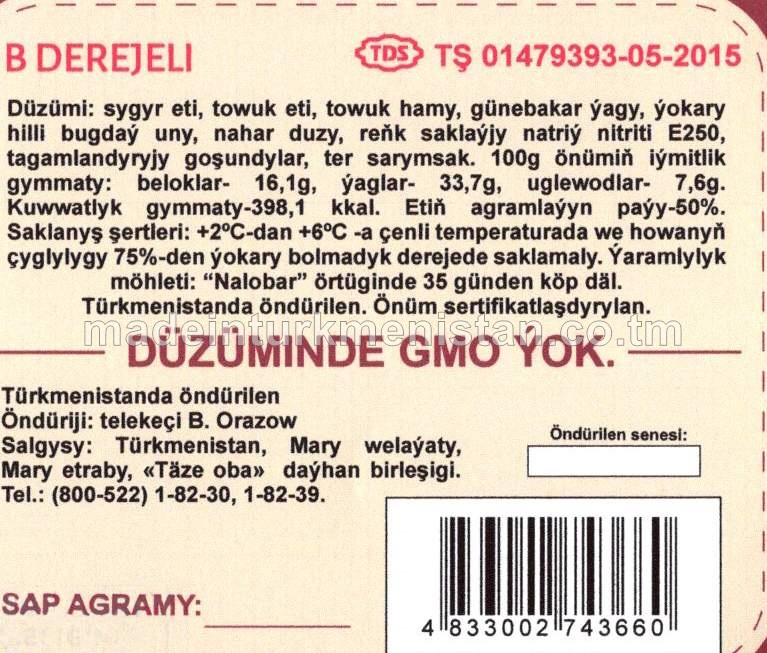 B DEREJELI TDS TŞ 01479393-05-2015
Düzümi: sygyr eti, towuk eti, towuk hamy, günebakar ýagy, ýokary
hilli bugdaý uny, nahar duzy, reňk saklaýjy natriý nitriti E250,
tagamlandyryjy goşundylar, ter sarymsak. 100g önümiň iýmitlik
gymmaty: beloklar- 16,1g, ýaglar- 33,7g, uglewodlar- 7,6g.
Kuwwatlyk gymmaty-398,1 kkal. Etiň agramlaýyn paýy-50%.
Saklanyş şertleri: +2ºC-dan +6ºC -a çenli temperaturada we howanyň
çyglylygy 75%-den ýokary bolmadyk derejede saklamaly. Ýaramlylyk
möhleti: “Nalobar” örtüginde 35 günden köp däl.
Türkmenistanda öndürilen. Önüm sertifikatlaşdyrylan.
madeinturkmenistan.co.tm
DÜZÜMINDE GMO ÝOK.
Türkmenistanda öndürilen
Öndüriji: telekeçi B. Orazow
Salgysy: Türkmenistan, Mary welaýaty,
Mary etraby, «Täze oba» daýhan birleşigi.
Tel.: (800-522) 1-82-30, 1-82-39.
Öndürilen senesi:
SAP AGRAMY:
4 833002 743660